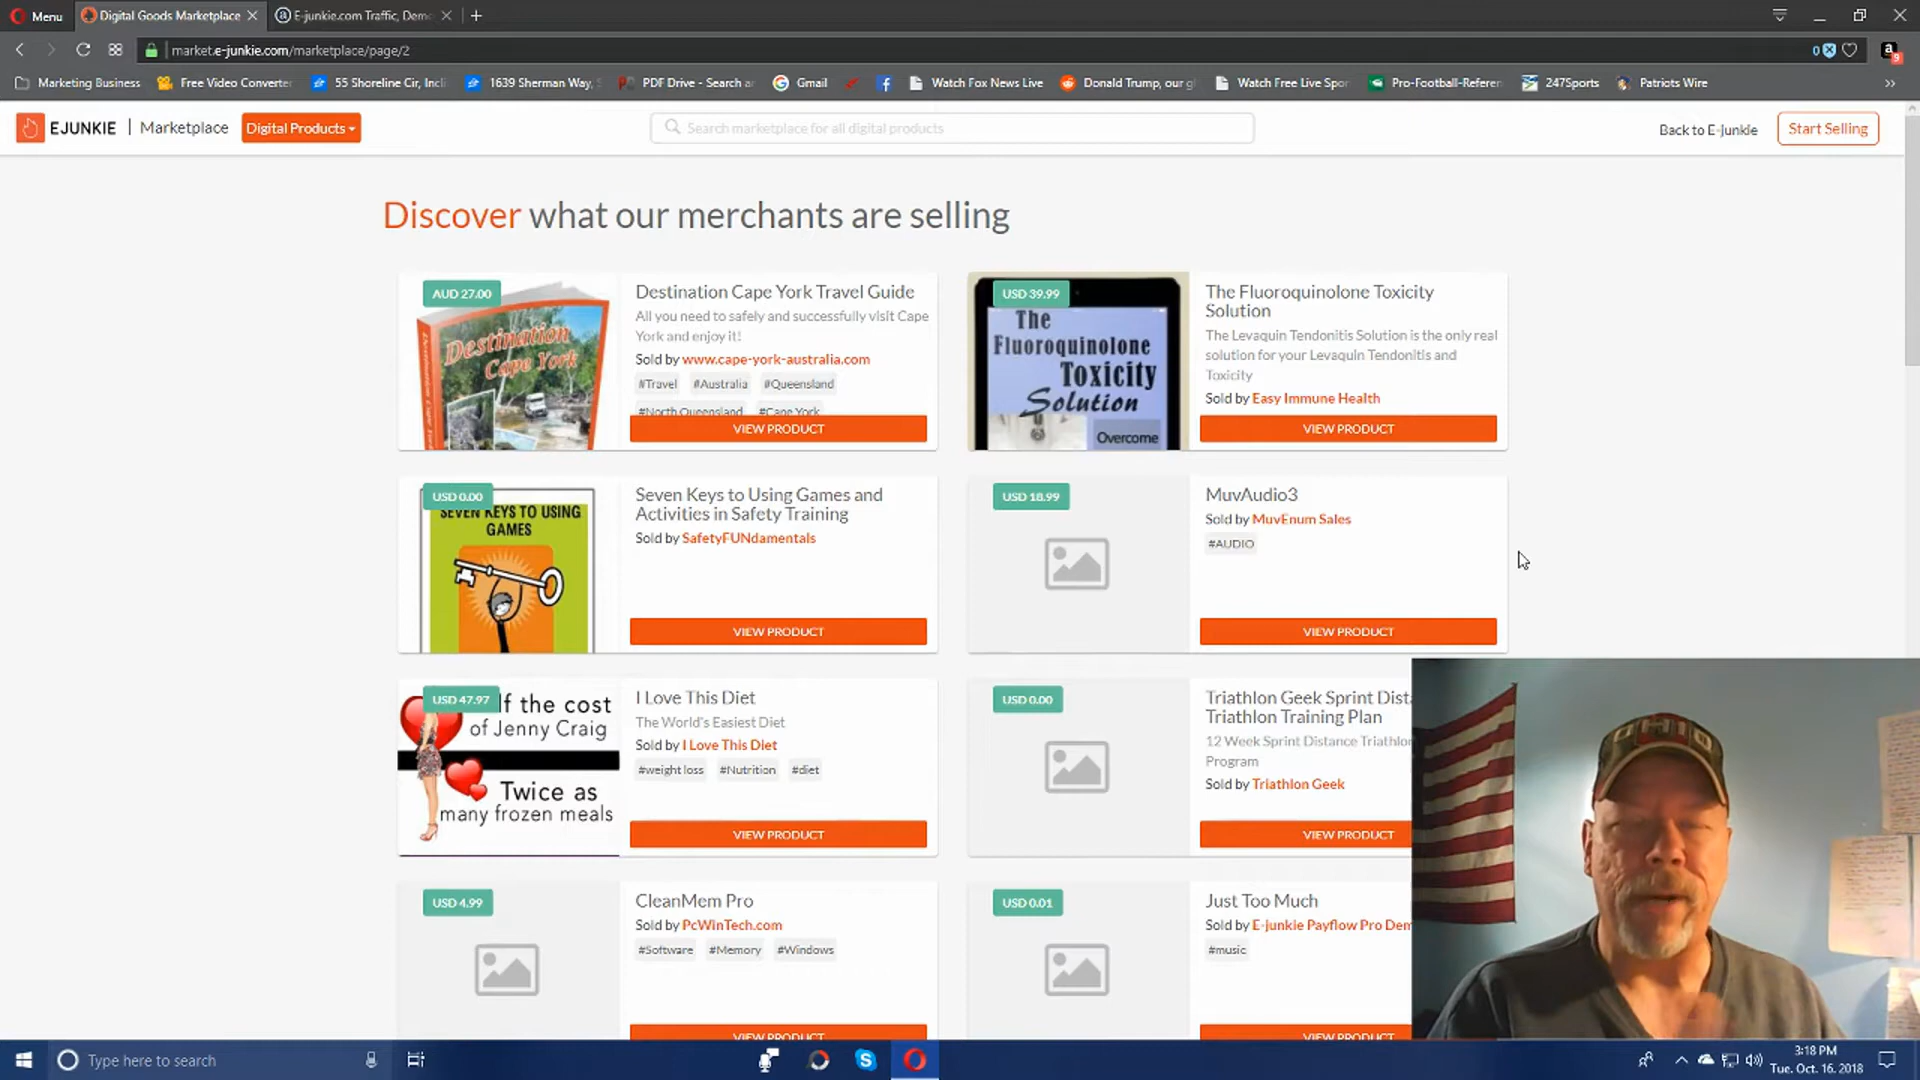 Menu
Digital Goods Marketplace
E-junkie.com Traffic, Dem
market.e-junkie.com/marketplace/page/2
0
9
Marketing Business
Free Video Converte
55 Shoreline Cir, Incli
1639 Sherman Way,
PDF Drive - Search a
Gmail
Watch Fox News Live
Donald Trump, our g
Watch Free Live Spor
Pro-Football-Referen
247Sports
Patriots Wire
EJUNKIE | Marketplace
Digital Products
Search marketplace for all digital products
Back to E-junkie
Start Selling
Discover what our merchants are selling
AUD 27.00
Destination
Cape York
Destination Cape York Travel Guide
All you need to safely and successfully visit Cape
York and enjoy it!
Sold by www.cape-york-australia.com
#Travel #Australia #Queensland
#North Queensland #Cape York
VIEW PRODUCT
USD 39.99
The
Fluoroquinolone
Toxicity
Solution
Overcome
The Fluoroquinolone Toxicity
Solution
The Levaquin Tendonitis Solution is the only real
solution for your Levaquin Tendonitis and
Toxicity
Sold by Easy Immune Health
VIEW PRODUCT
USD 0.00
SEVEN KEYS TO USING
GAMES
Seven Keys to Using Games and
Activities in Safety Training
Sold by SafetyFUNdamentals
VIEW PRODUCT
USD 18.99
MuvAudio3
Sold by MuvEnum Sales
#AUDIO
VIEW PRODUCT
USD 47.97
lf the cost
of Jenny Craig
Twice as
many frozen meals
I Love This Diet
The World's Easiest Diet
Sold by I Love This Diet
#weight loss #Nutrition #diet
VIEW PRODUCT
USD 0.00
Triathlon Geek Sprint Dista
Triathlon Training Plan
12 Week Sprint Distance Triathlon
Program
Sold by Triathlon Geek
VIEW PRODUCT
USD 4.99
CleanMem Pro
Sold by PcWinTech.com
#Software #Memory #Windows
VIEW PRODUCT
USD 0.01
Just Too Much
Sold by E-junkie Payflow Pro Dem
#music
VIEW PRODUCT
OHIO
Type here to search
3:18 PM
Tue. Oct. 16, 2018